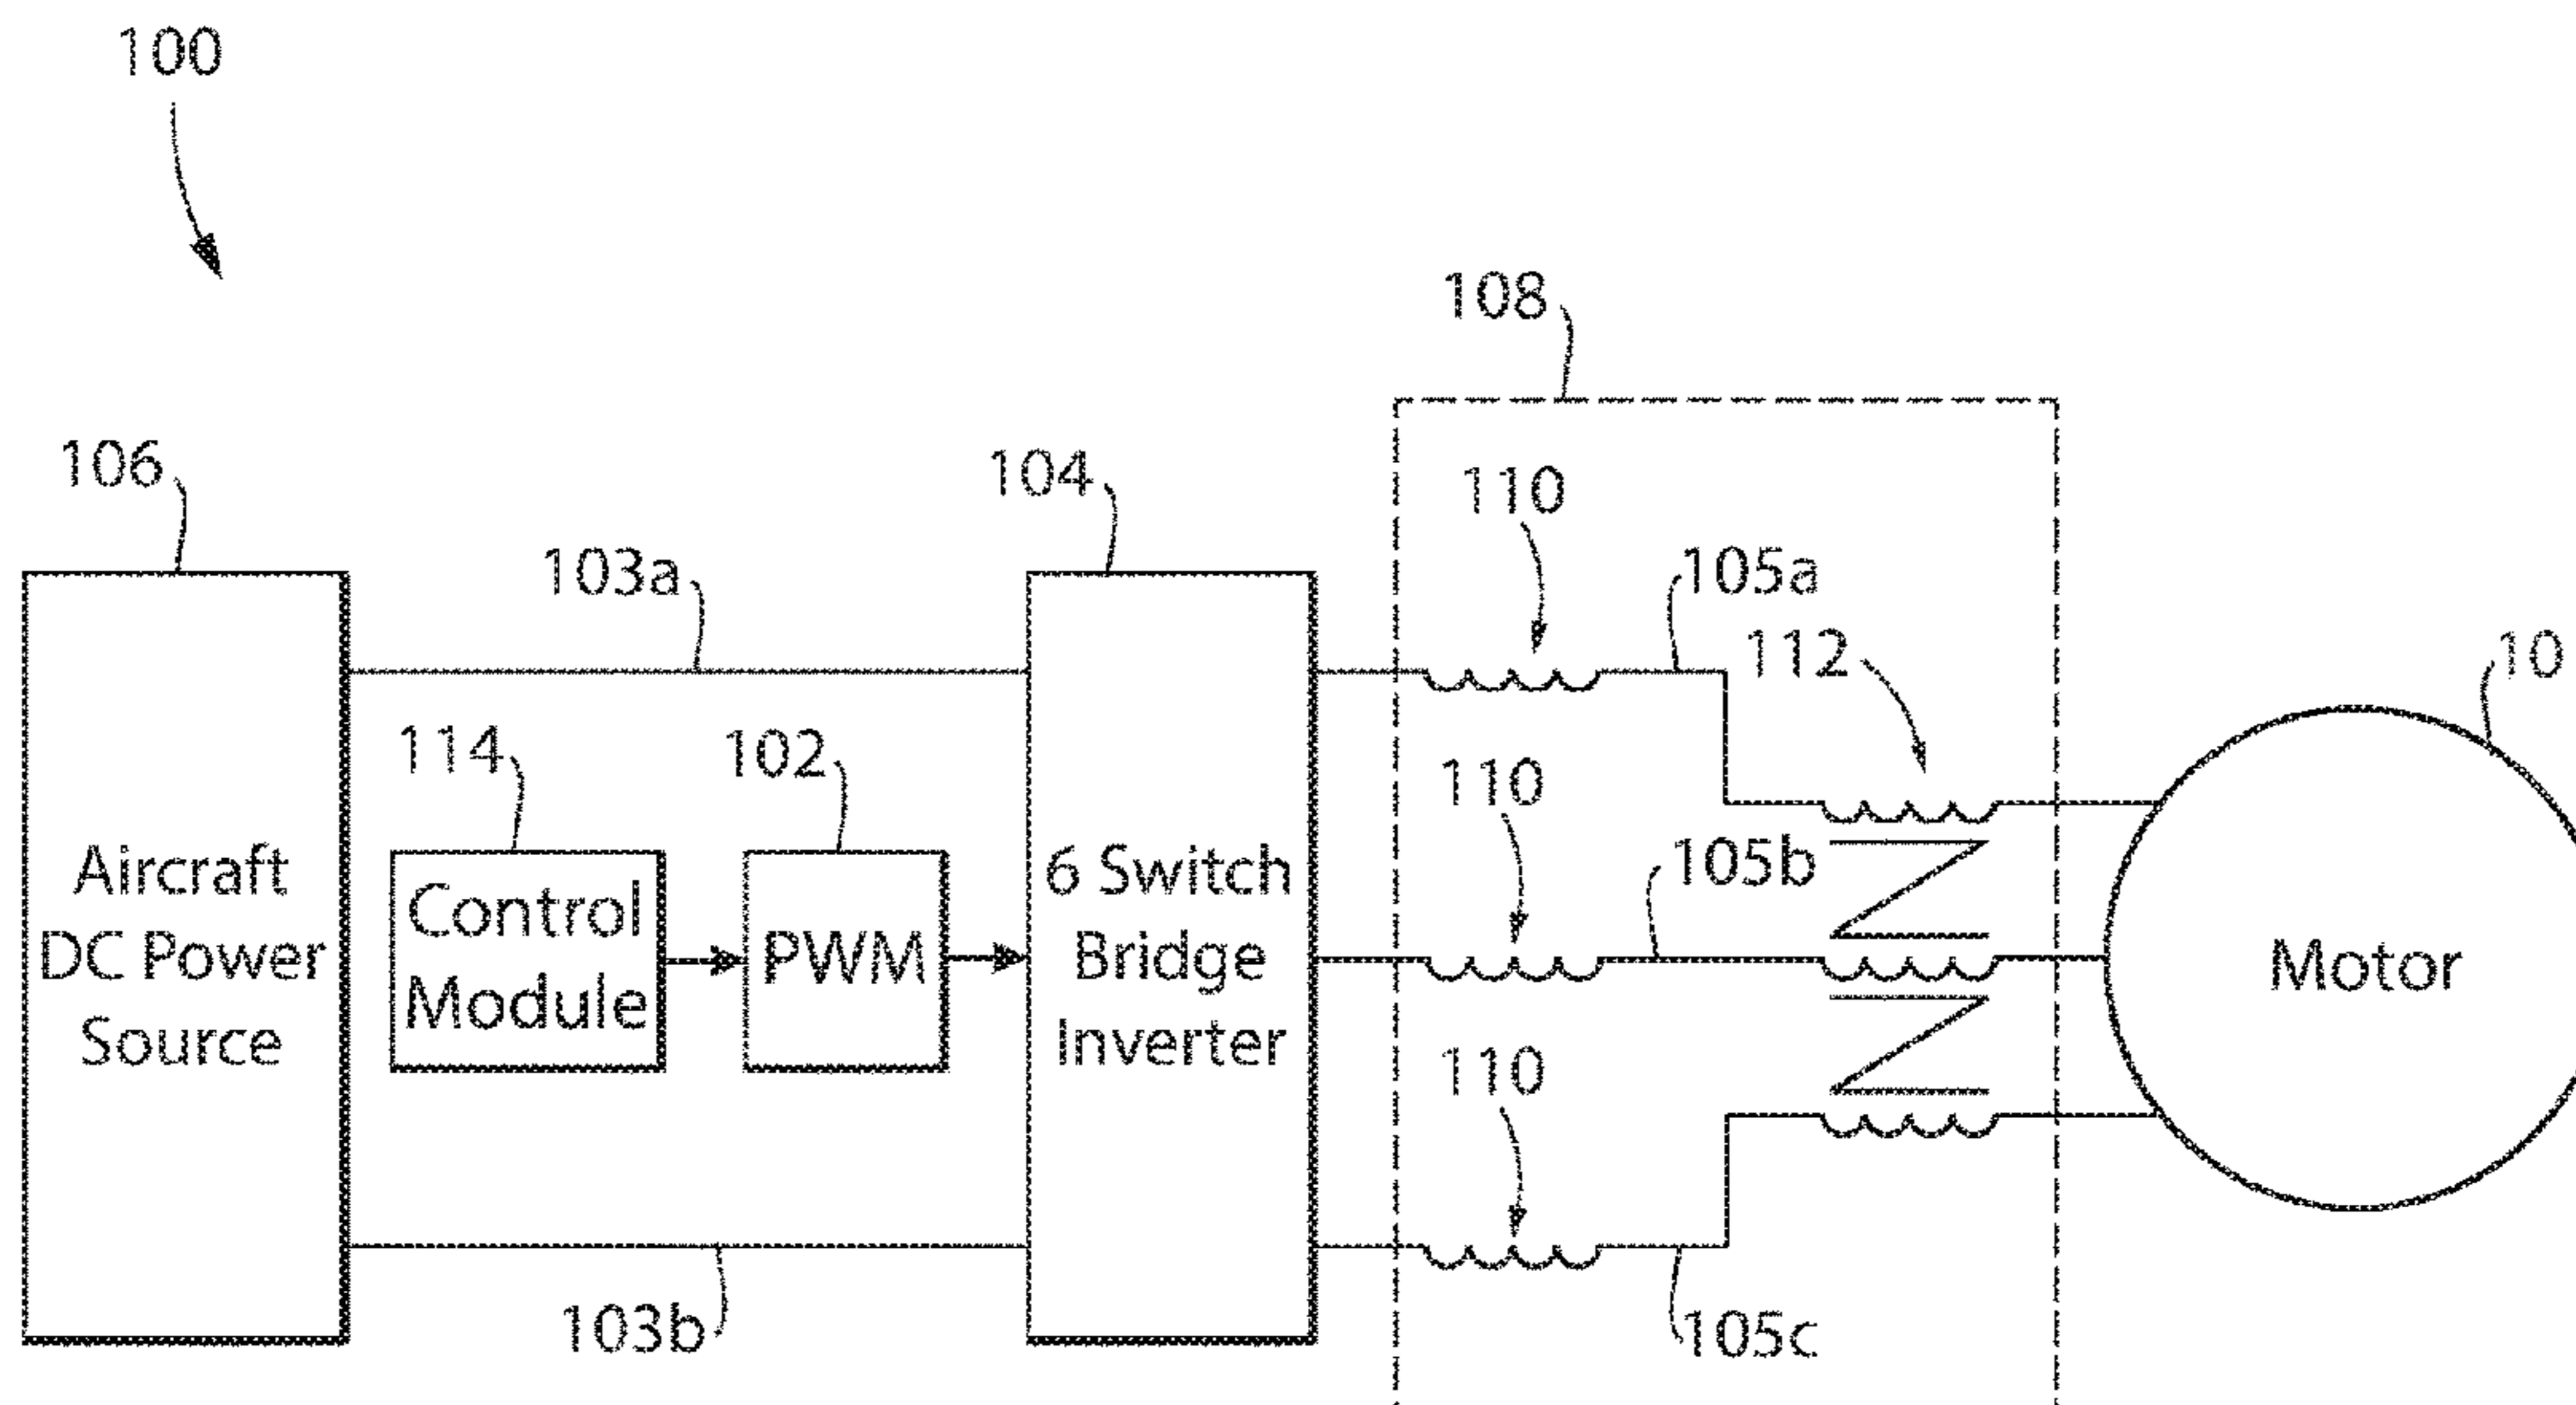 100
108
106
104
110
103a
105a
112
10
114
102
110
105b
Aircraft
DC Power
Source
Control
Module
PWM
6 Switch
Bridge
Inverter
Motor
110
103b
105c